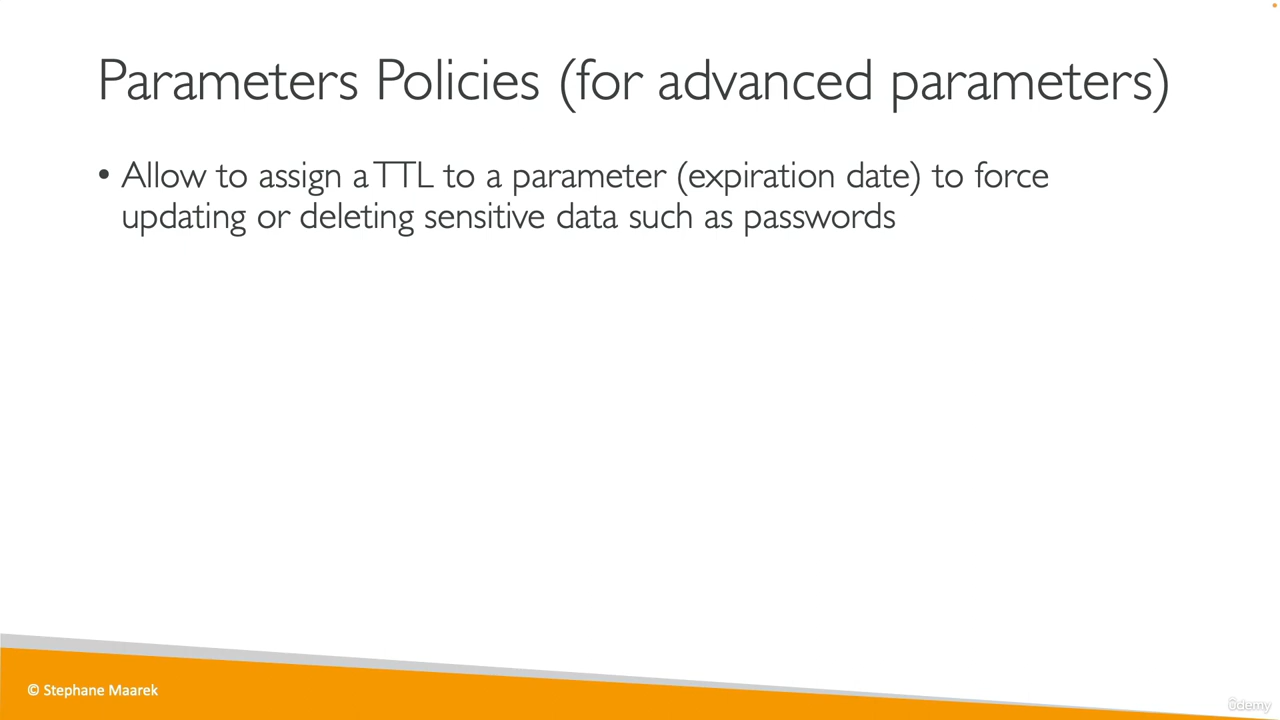 Parameters Policies (for advanced parameters)
• Allow to assign a TTL to a parameter (expiration date) to force
updating or deleting sensitive data such as passwords
© Stephane Maarek
ûdemy